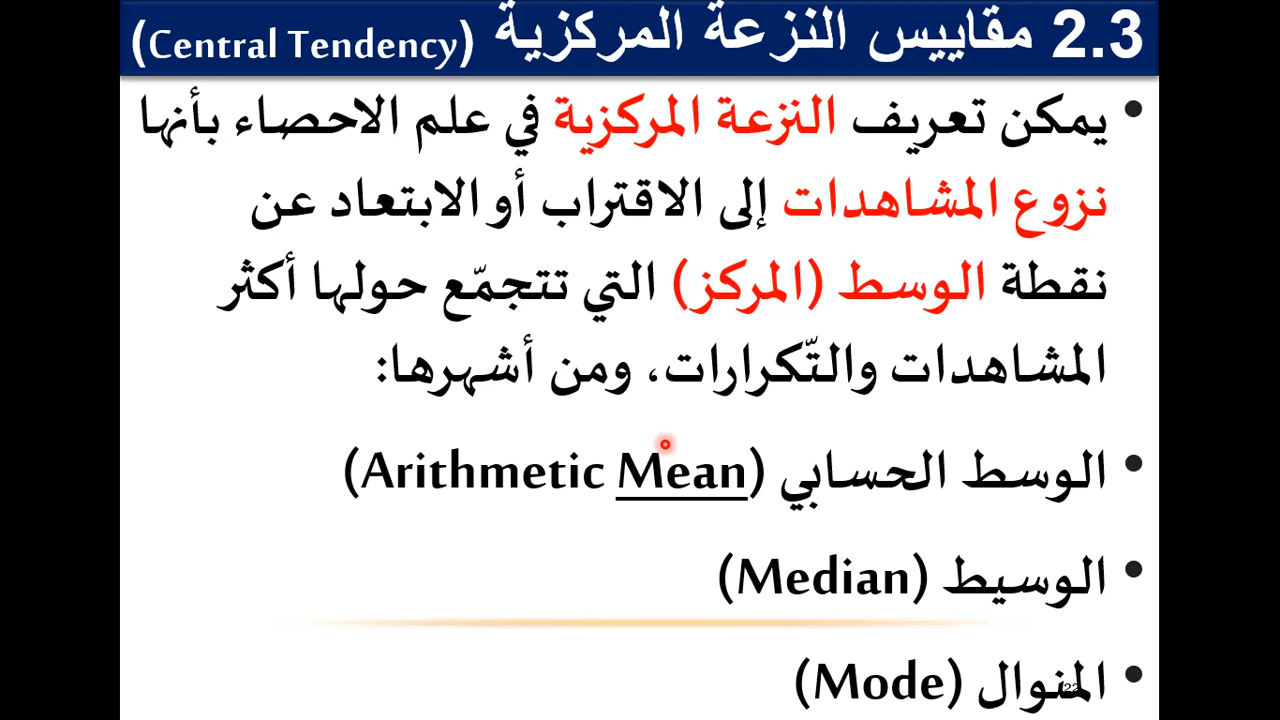 2.3 مقاييس النزعة المركزية (Central Tendency)
• يمكن تعريف النزعة المركزية في علم الاحصاء بأنها
نزوع المشاهدات إلى الاقتراب أو الابتعاد عن
نقطة الوسط (المركز) التي تتجمّع حولها أكثر
المشاهدات والتّكرارات، ومن أشهرها:
• الوسط الحسابي (Arithmetic Mean)
• الوسيط (Median)
• المنوال (Mode)
22